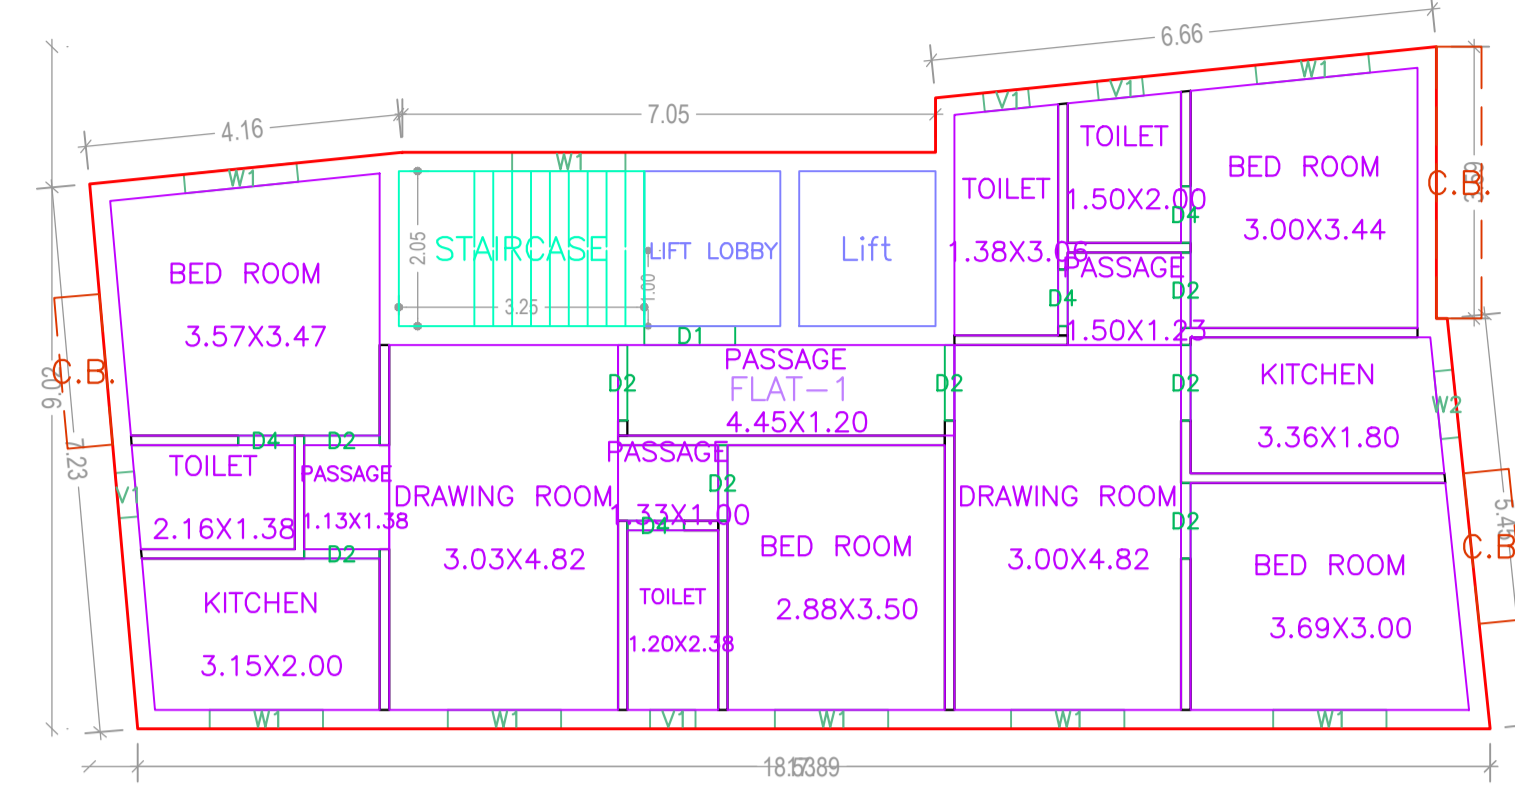 6.66
7.05
4.16
W1
V1
V1
W1
W1
TOILET
1.50X2.00
BED ROOM
3.00X3.44
C.B.
TOILET
1.38X3.06
D4
STAIRCASE
2.05
3.25
LIFT LOBBY
1.00
Lift
BED ROOM
3.57X3.47
PASSAGE
1.50X1.23
D2
D4
D1
C.B.
7.23
PASSAGE
FLAT-1
4.45X1.20
D2
D2
D2
KITCHEN
3.36X1.80
W2
D4
D2
TOILET
2.16X1.38
V1
PASSAGE
1.13X1.38
D2
DRAWING ROOM
3.03X4.82
PASSAGE
1.33X1.00
D2
D4
BED ROOM
2.88X3.50
DRAWING ROOM
3.00X4.82
D2
5.45
C.B
BED ROOM
3.69X3.00
KITCHEN
3.15X2.00
TOILET
1.20X2.38
W1
W1
V1
W1
W1
W1